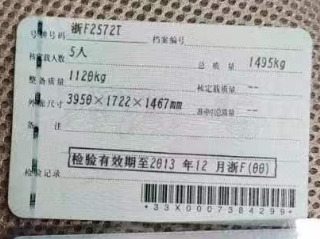 号牌号码 浙F2572T 档案编号
核定载人数 5人 总质量 1495kg
整备质量 1120kg 核定载质量 --
外廓尺寸 3950×1722×1467mm 准牵引总质量 --
备注
检验有效期至2013 年 12 月浙F(00)
检验记录
*33X0007384299*